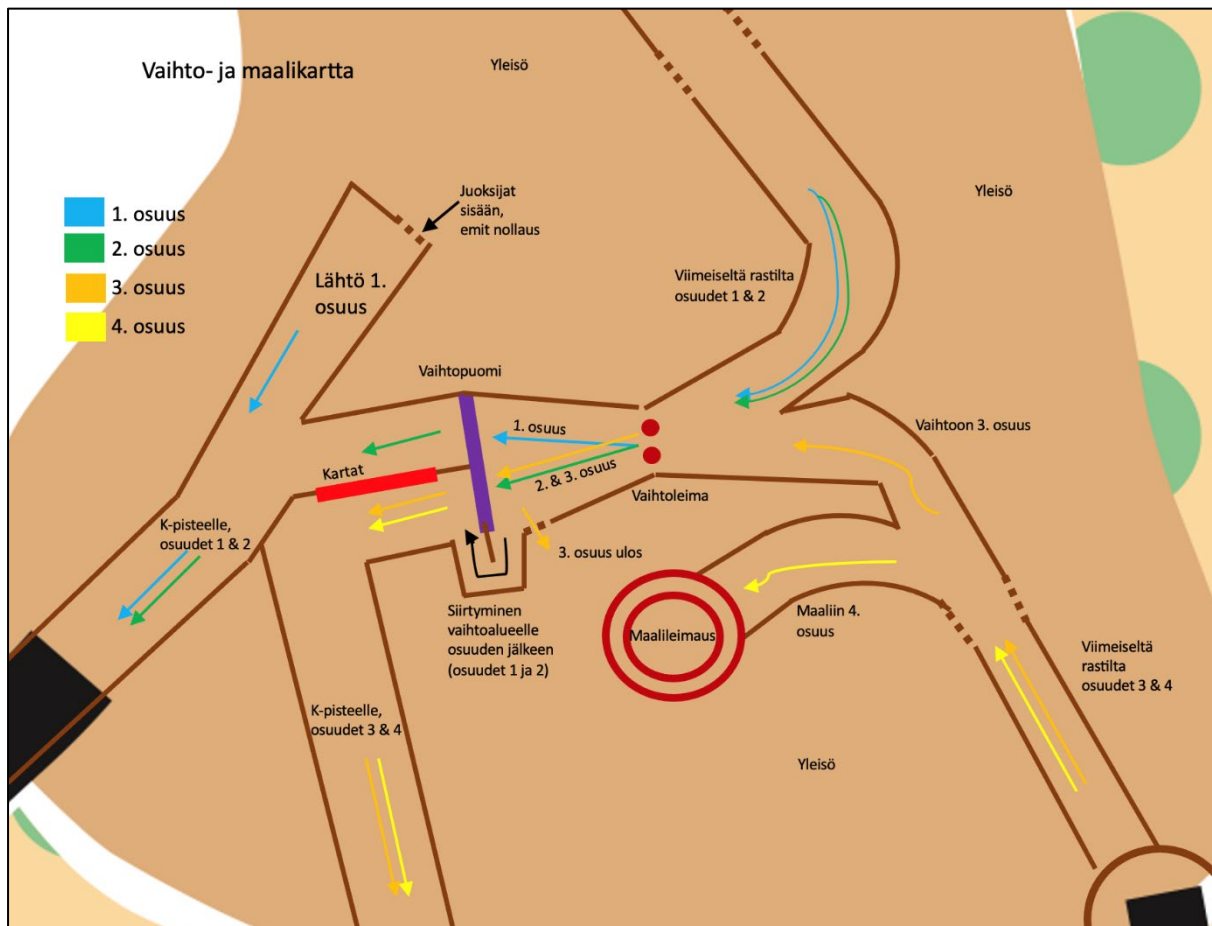 Vaihto- ja maalikartta
Yleisö
Yleisö
1. osuus
2. osuus
3. osuus
4. osuus
Juoksijat
sisään,
emit nollaus
Lähtö 1.
osuus
Viimeiseltä rastilta
osuudet 1 & 2
Vaihtopuomi
1. osuus
2. & 3. osuus
Vaihtoon 3. osuus
Kartat
Vaihtoleima
K-pisteelle,
osuudet 1 & 2
3. osuus ulos
Siirtyminen
vaihtoalueelle
osuuden jälkeen
(osuudet 1 ja 2)
Maalileimaus
Maaliin 4.
osuus
Viimeiseltä
rastilta
osuudet 3 & 4
K-pisteelle,
osuudet 3 & 4
Yleisö